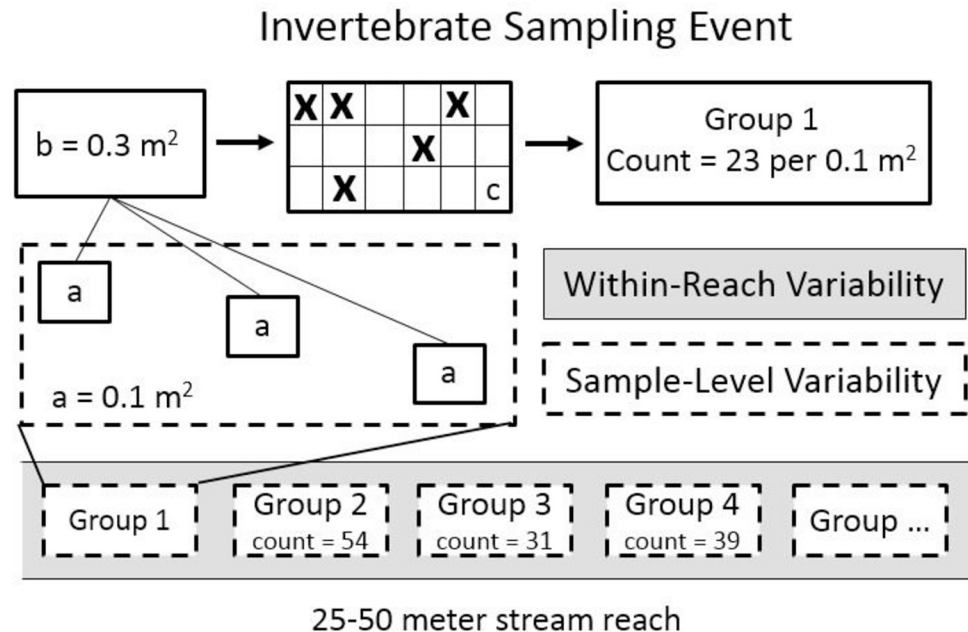 Invertebrate Sampling Event
b = 0.3 m²
X X X
X
X c
Group 1
Count = 23 per 0.1 m²
a
a
a
a = 0.1 m²
Within-Reach Variability
Sample-Level Variability
Group 1
Group 2
count = 54
Group 3
count = 31
Group 4
count = 39
Group ...
25-50 meter stream reach